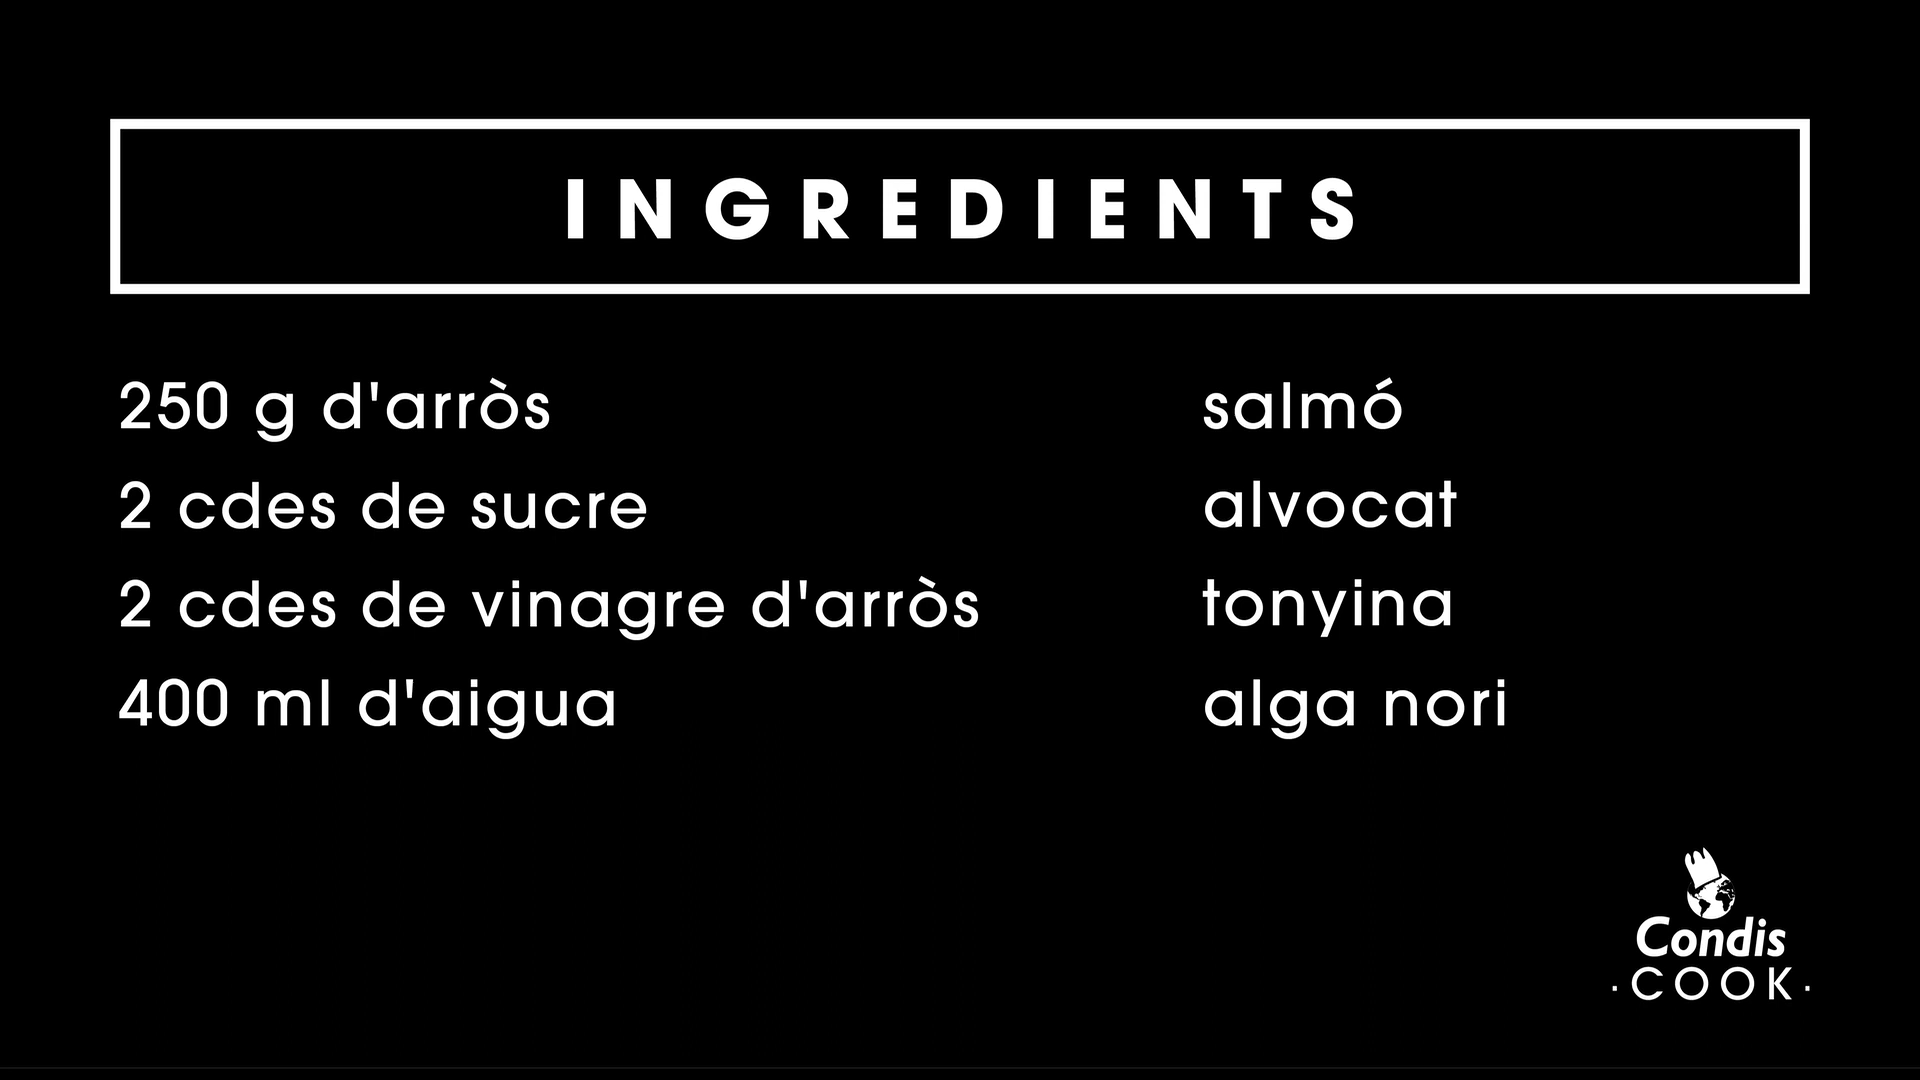 INGREDIENTS
250 g d'arròs
2 cdes de sucre
2 cdes de vinagre d'arròs
400 ml d'aigua
salmó
alvocat
tonyina
alga nori
Condis
·COOK·